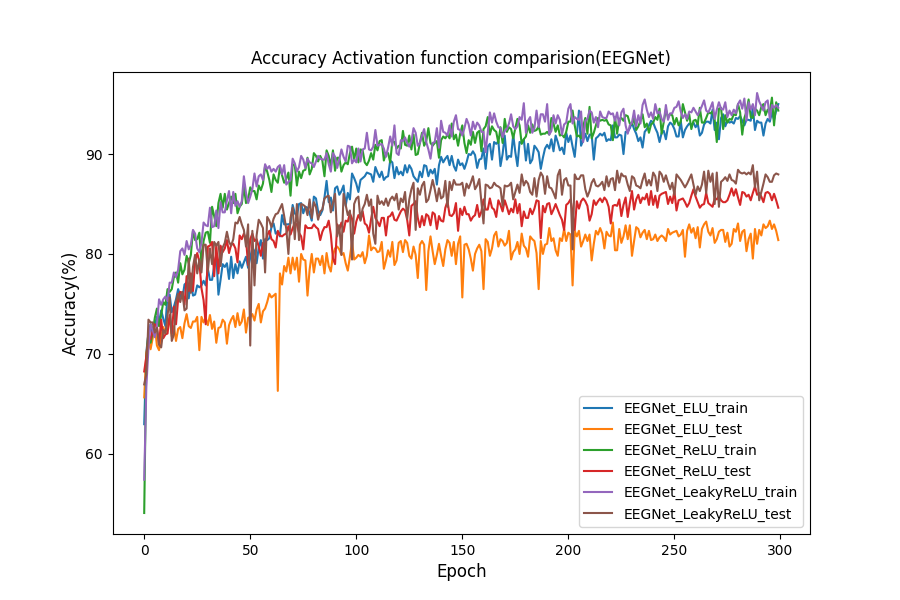 Accuracy Activation function comparision(EEGNet)
Accuracy(%)
90
80
70
60
0 50 100 150 200 250 300
Epoch
EEGNet_ELU_train
EEGNet_ELU_test
EEGNet_ReLU_train
EEGNet_ReLU_test
EEGNet_LeakyReLU_train
EEGNet_LeakyReLU_test